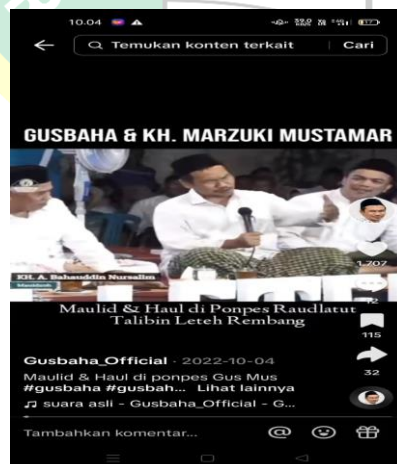 10.04
Temukan konten terkait
Cari
GUSBAHA & KH. MARZUKI MUSTAMAR
KH. A. Bahauddin Nursalim
1.707
Maulid & Haul di Ponpes Raudlatut
Talibin Leteh Rembang
115
Gusbaha_Official · 2022-10-04
Maulid & Haul di ponpes Gus Mus
#gusbaha #gusbah... Lihat lainnya
32
suara asli - Gusbaha_Official - G...
Tambahkan komentar...